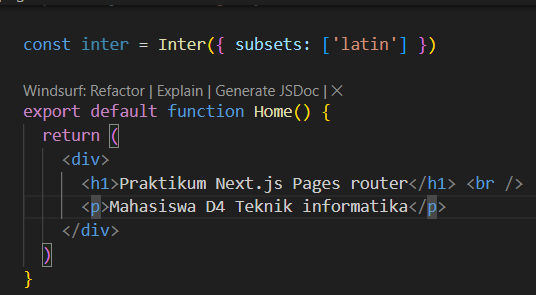 const inter = Inter({ subsets: ['latin'] })
Windsurf: Refactor | Explain | Generate JSDoc | ×
export default function Home() {
return (
<div>
<h1>Praktikum Next.js Pages router</h1> <br />
<p>Mahasiswa D4 Teknik informatika</p>
</div>
)
}